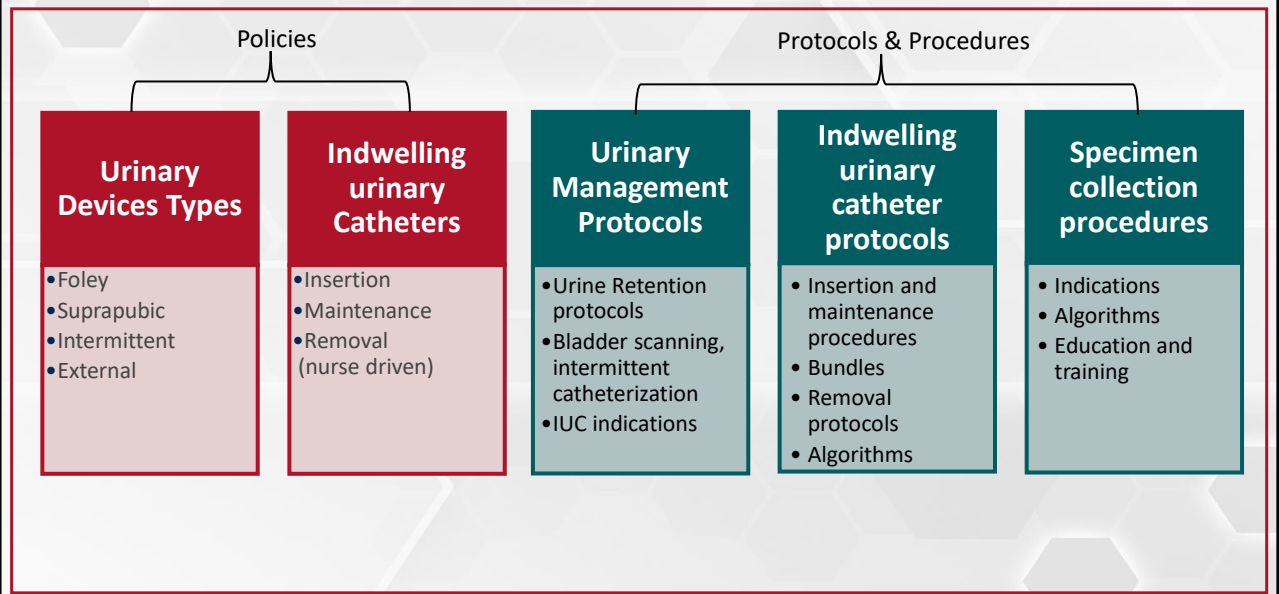 Policies
Protocols & Procedures
Urinary
Devices Types
•Foley
•Suprapubic
•Intermittent
•External
Indwelling
urinary
Catheters
•Insertion
•Maintenance
•Removal
(nurse driven)
Urinary
Management
Protocols
•Urine Retention
protocols
•Bladder scanning,
intermittent
catheterization
•IUC indications
Indwelling
urinary
catheter
protocols
• Insertion and
maintenance
procedures
• Bundles
• Removal
protocols
• Algorithms
Specimen
collection
procedures
• Indications
• Algorithms
• Education and
training